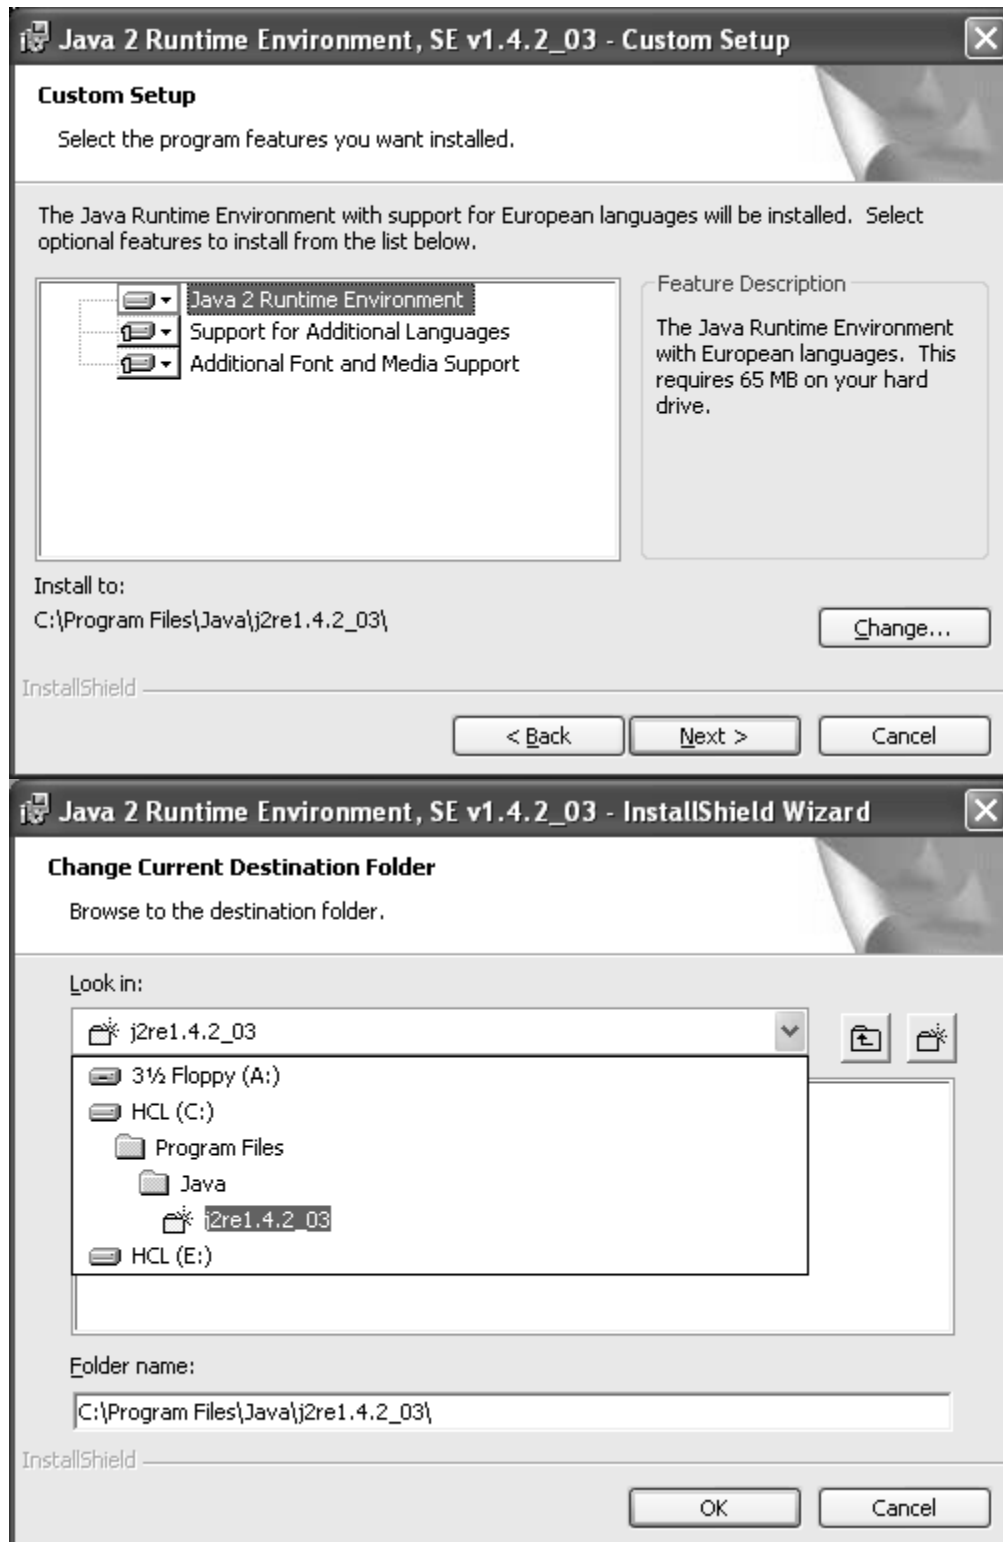 Java 2 Runtime Environment, SE v1.4.2_03 - Custom Setup
Custom Setup
Select the program features you want installed.
The Java Runtime Environment with support for European languages will be installed. Select
optional features to install from the list below.
Java 2 Runtime Environment
Support for Additional Languages
Additional Font and Media Support
Feature Description
The Java Runtime Environment
with European languages. This
requires 65 MB on your hard
drive.
Install to:
C:\Program Files\Java\j2re1.4.2_03\
Change...
InstallShield
< Back
Next >
Cancel
Java 2 Runtime Environment, SE v1.4.2_03 - InstallShield Wizard
Change Current Destination Folder
Browse to the destination folder.
Look in:
j2re1.4.2_03
3½ Floppy (A:)
HCL (C:)
Program Files
Java
j2re1.4.2_03
HCL (E:)
Folder name:
C:\Program Files\Java\j2re1.4.2_03\
InstallShield
OK
Cancel